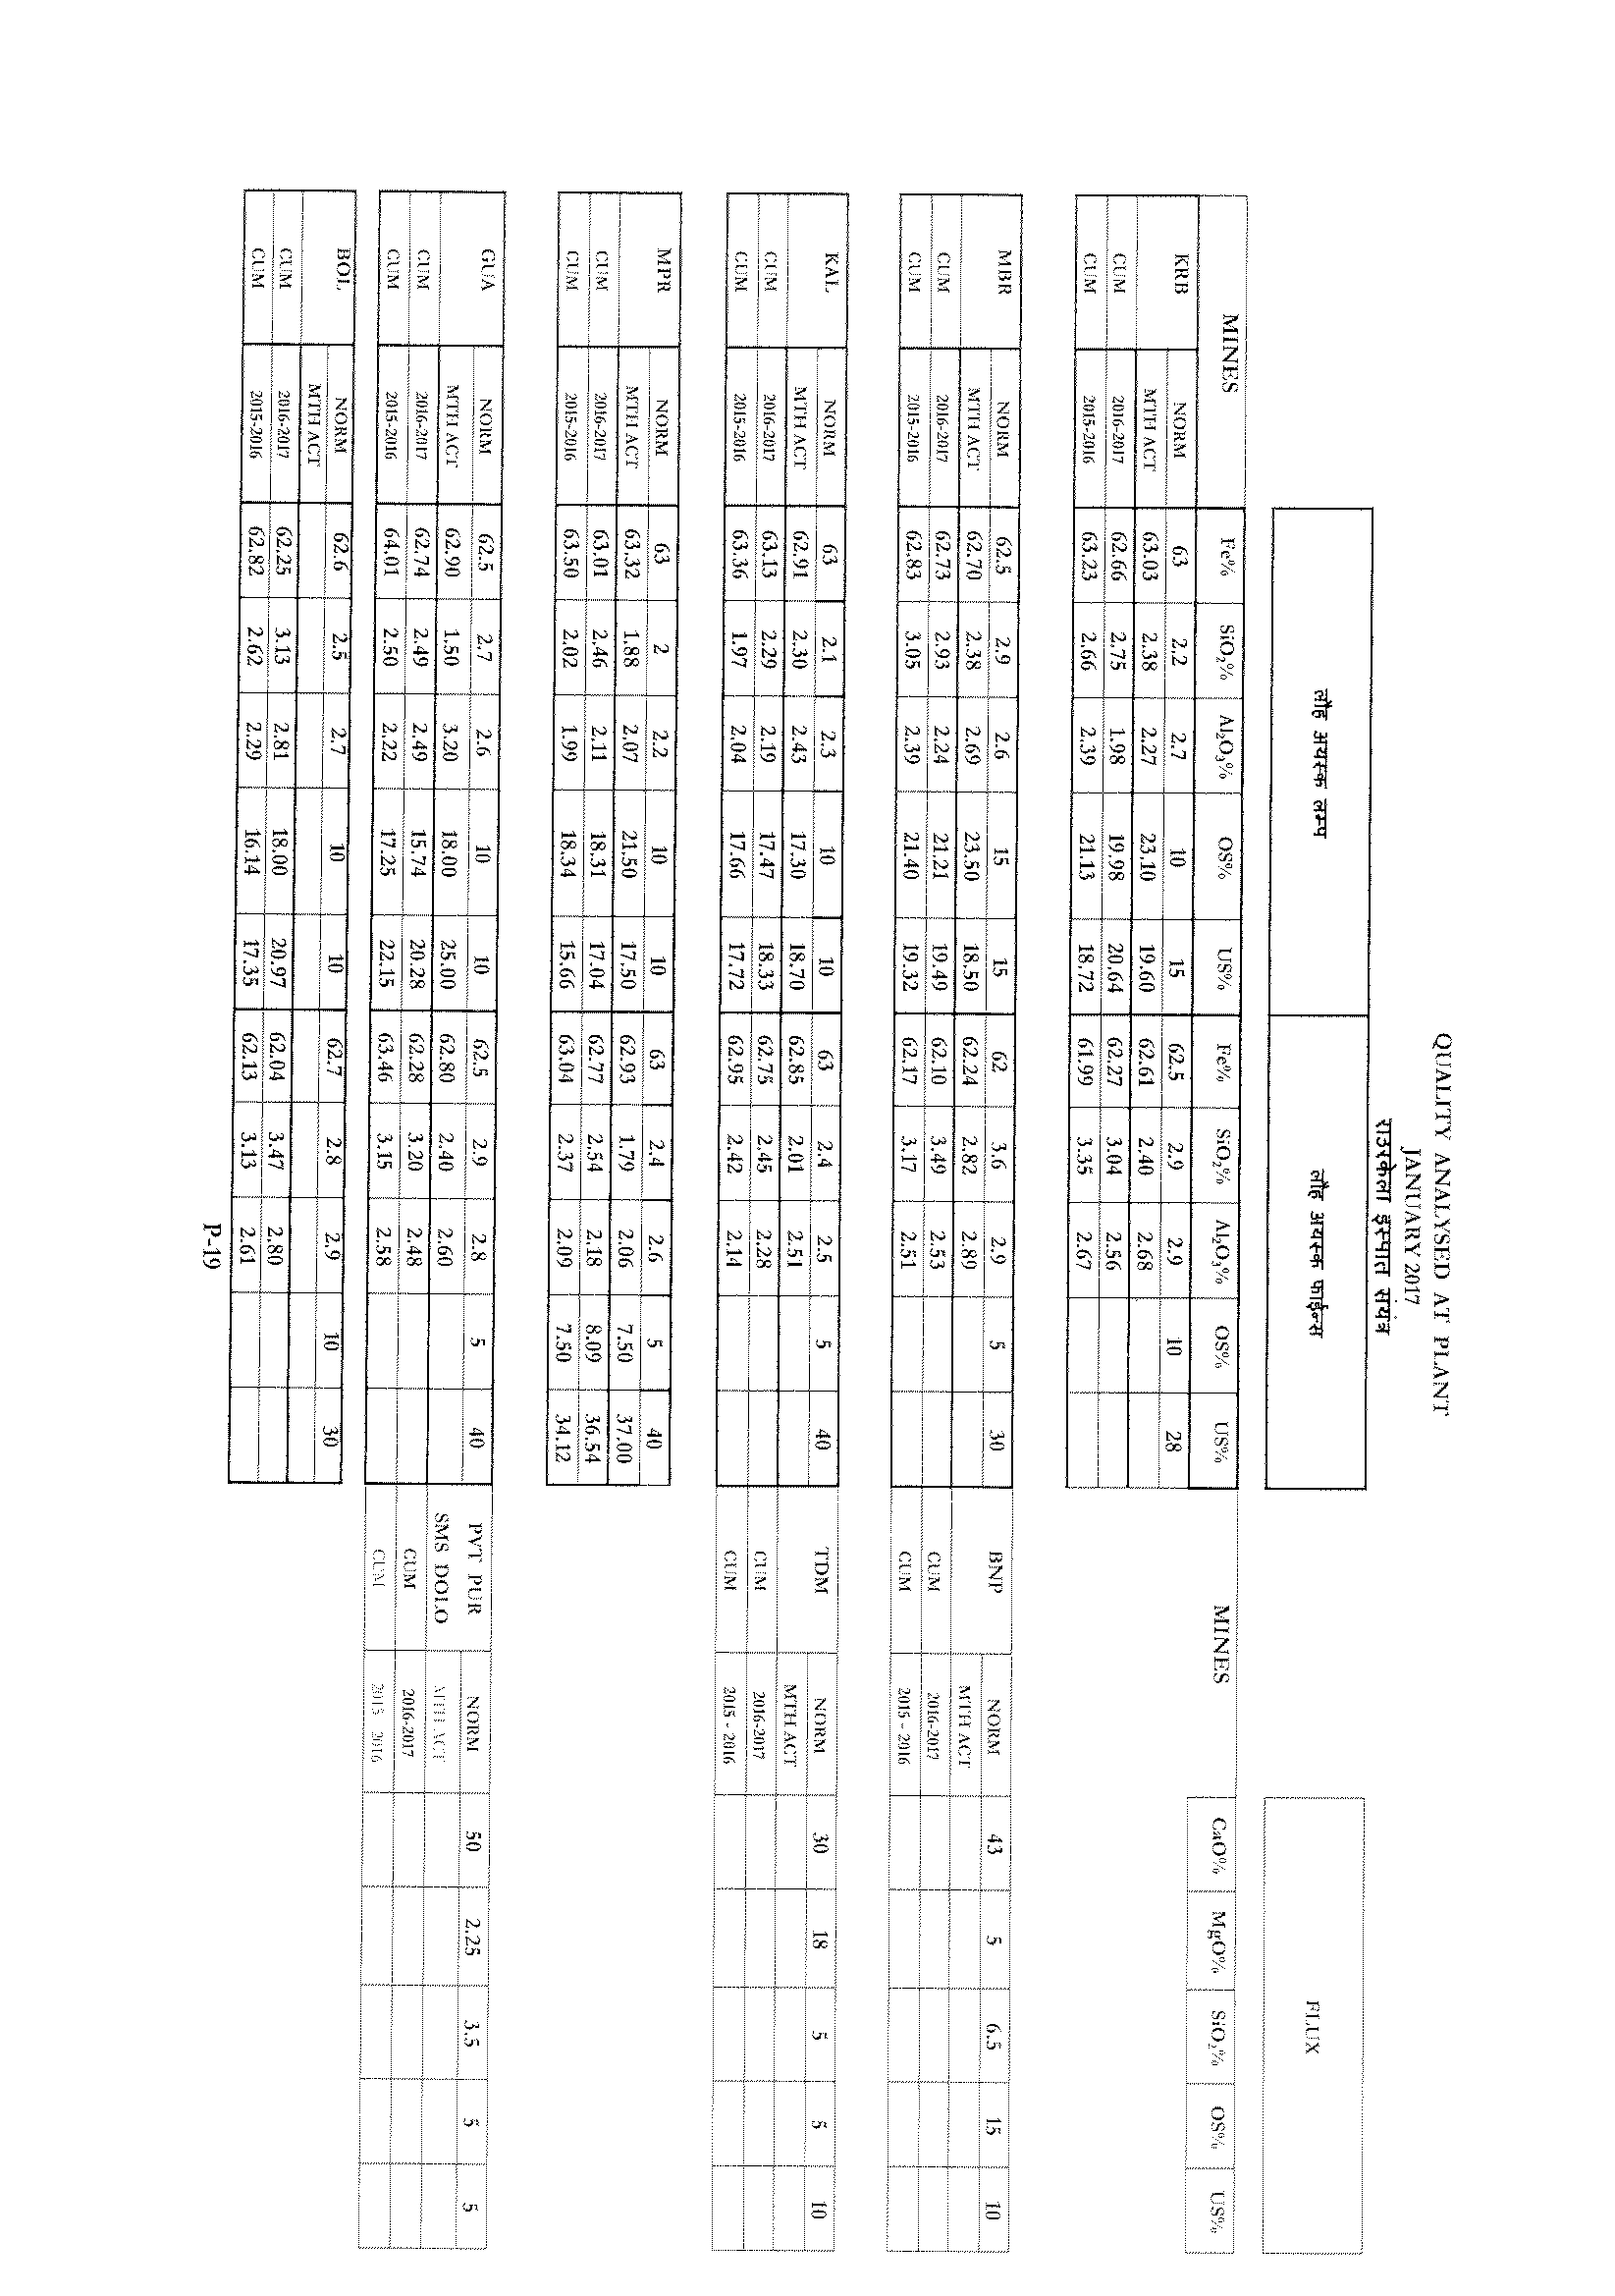 QUALITY ANALYSED AT PLANT
JANUARY 2017
राउरकेला इस्पात संयंत्र
लौह अयस्क लम्प लौह अयस्क फाईन्स FLUX
MINES Fe% SiO₂% Al₂O₃% OS% US% Fe% SiO₂% Al₂O₃% OS% US% MINES CaO% MgO% SiO₂% OS% US%
KRB NORM 63 2.2 2.7 10 15 62.5 2.9 2.9 10 28
MTH ACT 63.03 2.38 2.27 23.10 19.60 62.61 2.40 2.68
CUM 2016-2017 62.66 2.75 1.98 19.98 20.64 62.27 3.04 2.56
CUM 2015-2016 63.23 2.66 2.39 21.13 18.72 61.99 3.35 2.67
MBR NORM 62.5 2.9 2.6 15 15 62 3.6 2.9 5 30 BNP NORM 43 5 6.5 15 10
MTH ACT 62.70 2.38 2.69 23.50 18.50 62.24 2.82 2.89 MTH ACT
CUM 2016-2017 62.73 2.93 2.24 21.21 19.49 62.10 3.49 2.53 CUM 2016-2017
CUM 2015-2016 62.83 3.05 2.39 21.40 19.32 62.17 3.17 2.51 CUM 2015 - 2016
KAL NORM 63 2.1 2.3 10 10 63 2.4 2.5 5 40 TDM NORM 30 18 5 5 10
MTH ACT 62.91 2.30 2.43 17.30 18.70 62.85 2.01 2.51 MTH ACT
CUM 2016-2017 63.13 2.29 2.19 17.47 18.33 62.75 2.45 2.28 CUM 2016-2017
CUM 2015-2016 63.36 1.97 2.04 17.66 17.72 62.95 2.42 2.14 CUM 2015 - 2016
MPR NORM 63 2 2.2 10 10 63 2.4 2.6 5 40
MTH ACT 63.32 1.88 2.07 21.50 17.50 62.93 1.79 2.06 7.50 37.00
CUM 2016-2017 63.01 2.46 2.11 18.31 17.04 62.77 2.54 2.18 8.09 36.54
CUM 2015-2016 63.50 2.02 1.99 18.34 15.66 63.04 2.37 2.09 7.50 34.12
GUA NORM 62.5 2.7 2.6 10 10 62.5 2.9 2.8 5 40 PVT PUR NORM 50 2.25 3.5 5 5
MTH ACT 62.90 1.50 3.20 18.00 25.00 62.80 2.40 2.60 SMS DOLO MTH ACT
CUM 2016-2017 62.74 2.49 2.49 15.74 20.28 62.28 3.20 2.48 CUM 2016-2017
CUM 2015-2016 64.01 2.50 2.22 17.25 22.15 63.46 3.15 2.58 CUM 2015 - 2016
BOL NORM 62.6 2.5 2.7 10 10 62.7 2.8 2.9 10 30
MTH ACT
CUM 2016-2017 62.25 3.13 2.81 18.00 20.97 62.04 3.47 2.80
CUM 2015-2016 62.82 2.62 2.29 16.14 17.35 62.13 3.13 2.61
P-19